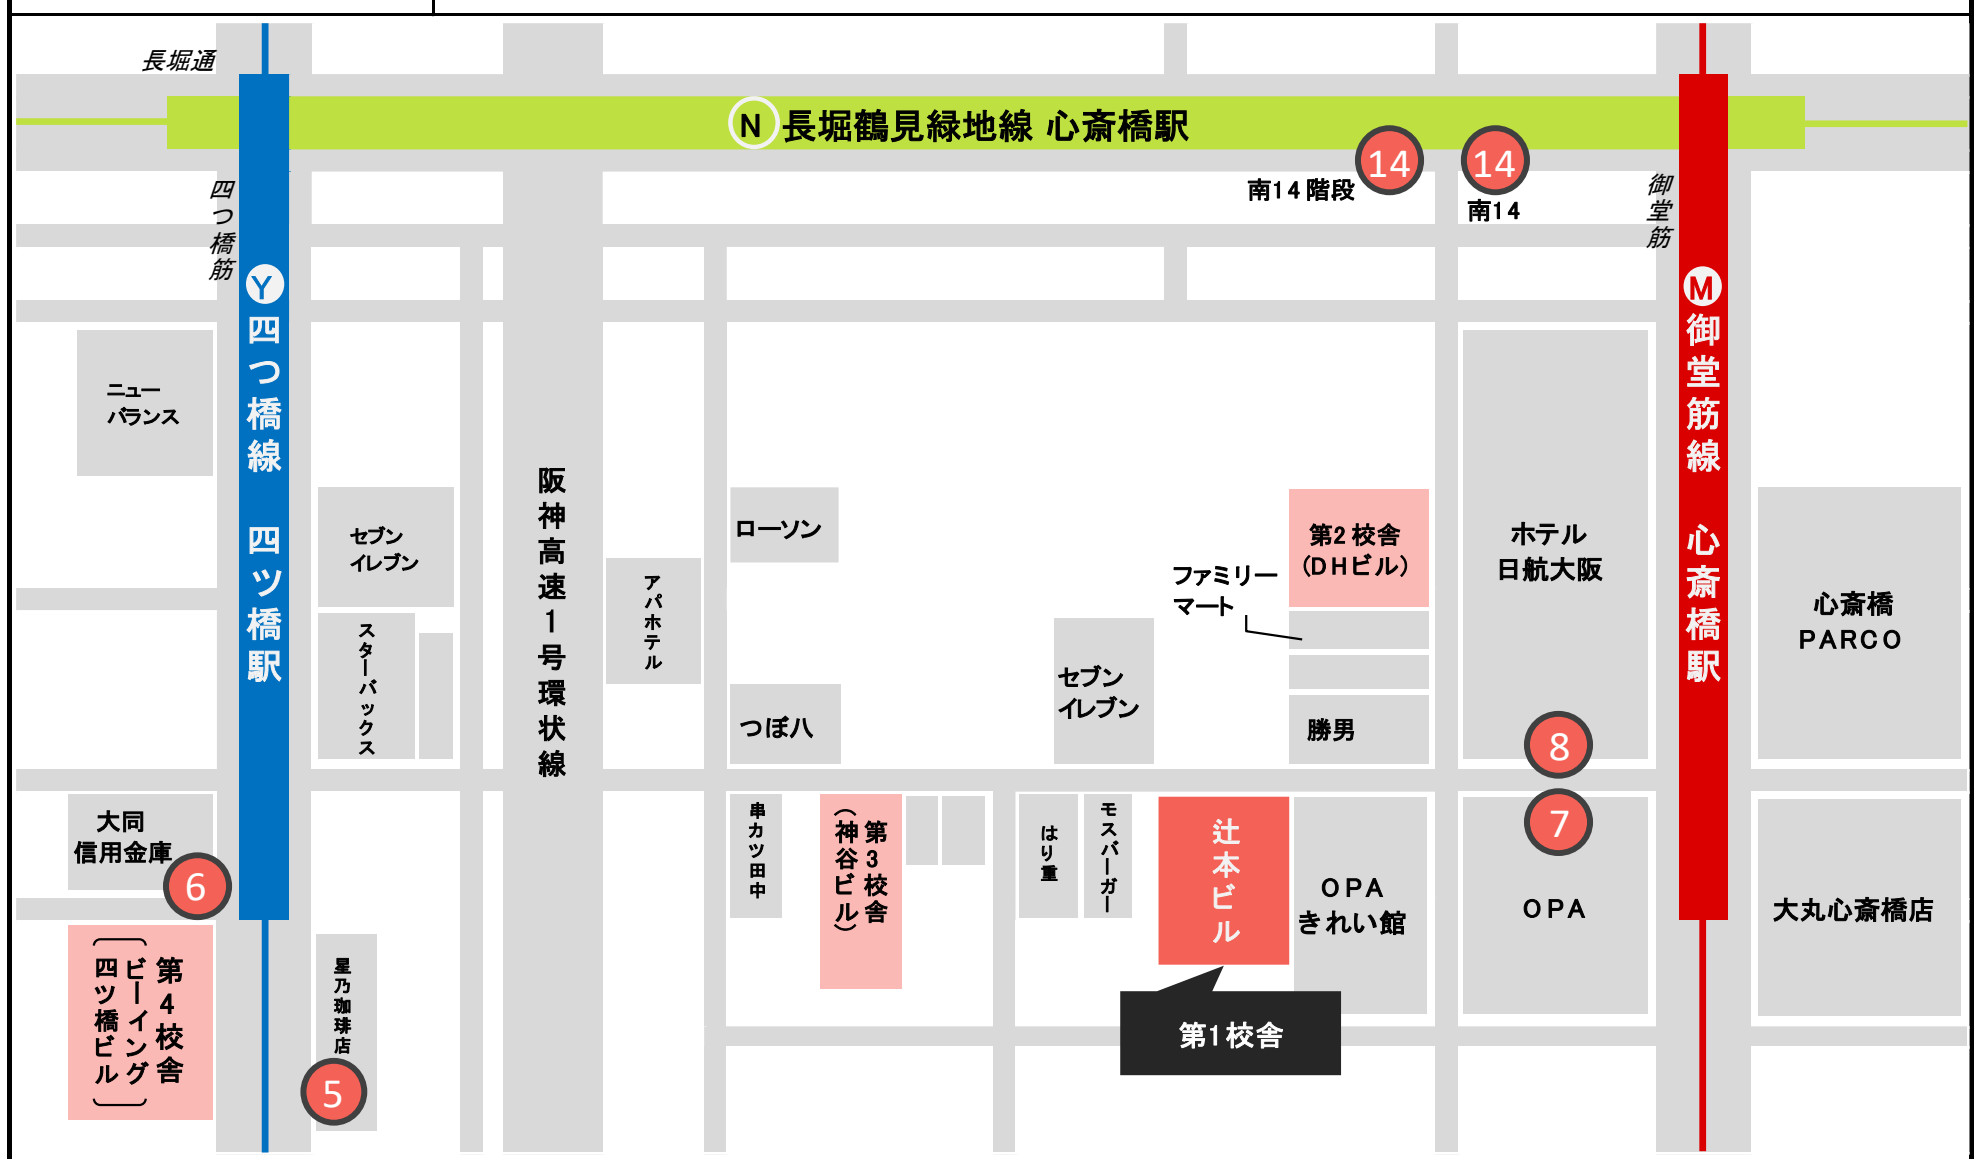 長堀通
N 長堀鶴見緑地線 心斎橋駅
14
14
南14 階段
南14
四つ橋筋
御堂筋
Y 四つ橋線 四ツ橋駅
M 御堂筋線 心斎橋駅
ニュー
バランス
阪神高速1号環状線
セブン
イレブン
スターバックス
アパホテル
ローソン
つぼ八
ファミリー
マート
セブン
イレブン
第2 校舎
(DHビル)
勝男
ホテル
日航大阪
心斎橋
PARCO
8
7
大同
信用金庫
6
第4校舎
(ビーイング
四ツ橋ビル)
星乃珈琲店
5
串カツ田中
第3校舎
(神谷ビル)
はり重
モスバーガー
辻本ビル
第1校舎
OPA
きれい館
OPA
大丸心斎橋店